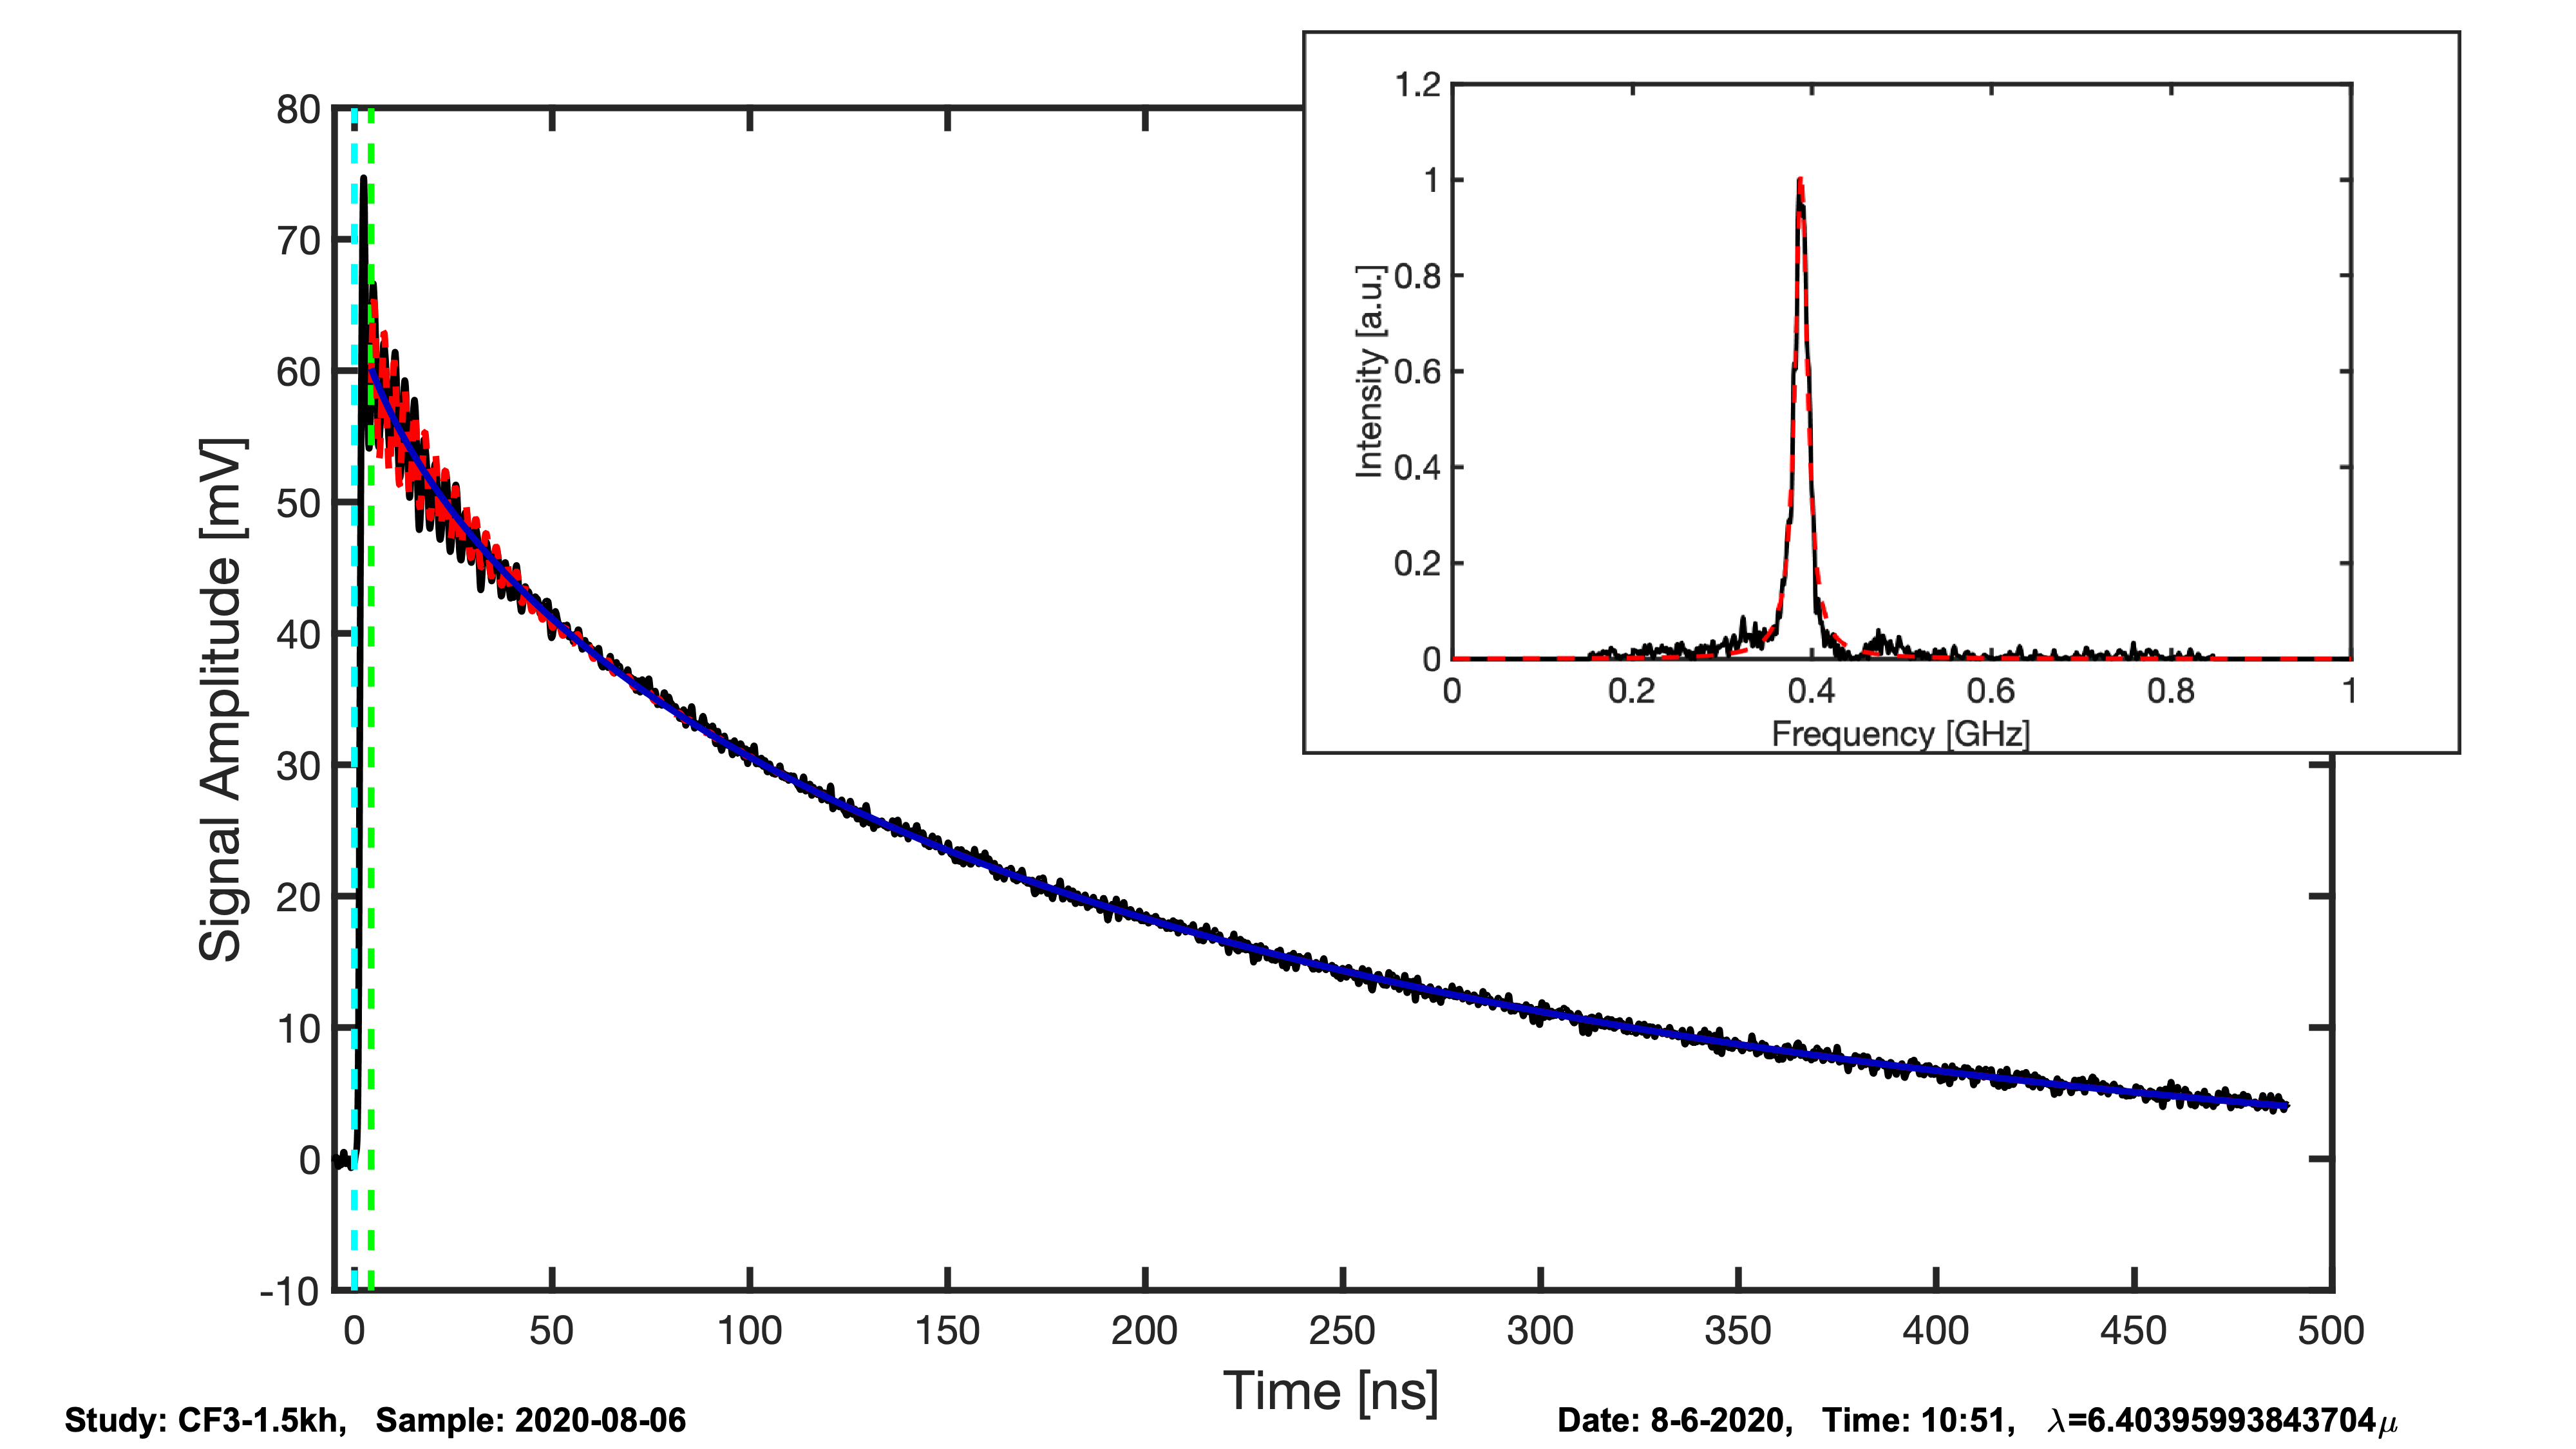 1.2
1
0.8
0.6
0.4
0.2
0
Intensity [a.u.]
0 0.2 0.4 0.6 0.8 1
Frequency [GHz]
80
70
60
50
40
30
20
10
0
-10
Signal Amplitude [mV]
0 50 100 150 200 250 300 350 400 450 500
Time [ns]
Study: CF3-1.5kh, Sample: 2020-08-06
Date: 8-6-2020, Time: 10:51, λ=6.40395993843704μ